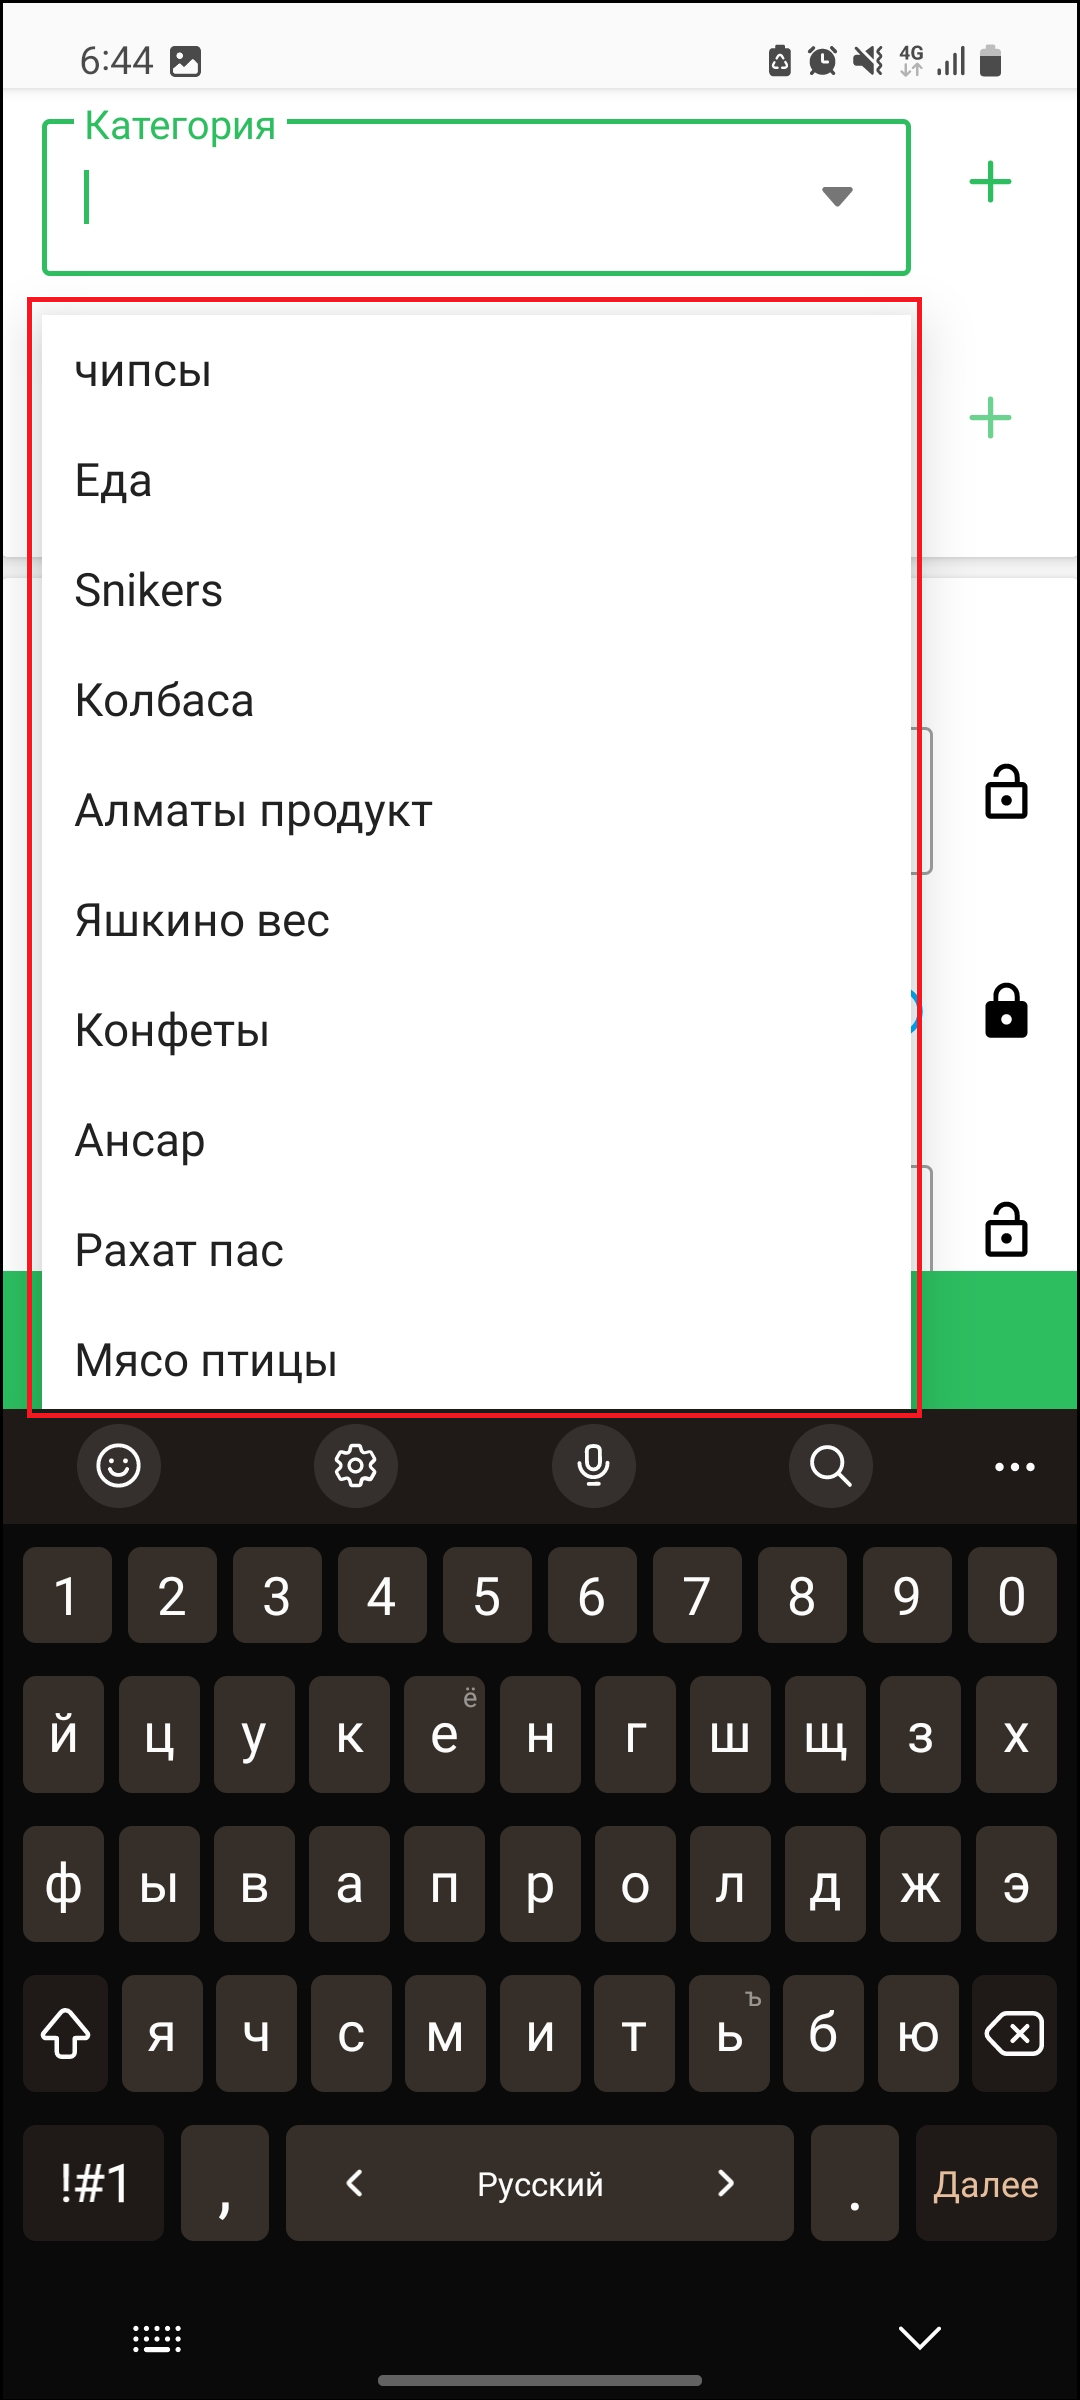 6:44
4G
Категория
чипсы
Еда
Snikers
Колбаса
Алматы продукт
Яшкино вес
Конфеты
Ансар
Рахат пас
Мясо птицы
1 2 3 4 5 6 7 8 9 0
ё
й ц у к е н г ш щ з х
ф ы в а п р о л д ж э
ъ
я ч с м и т ь б ю
!#1 , Русский . Далее